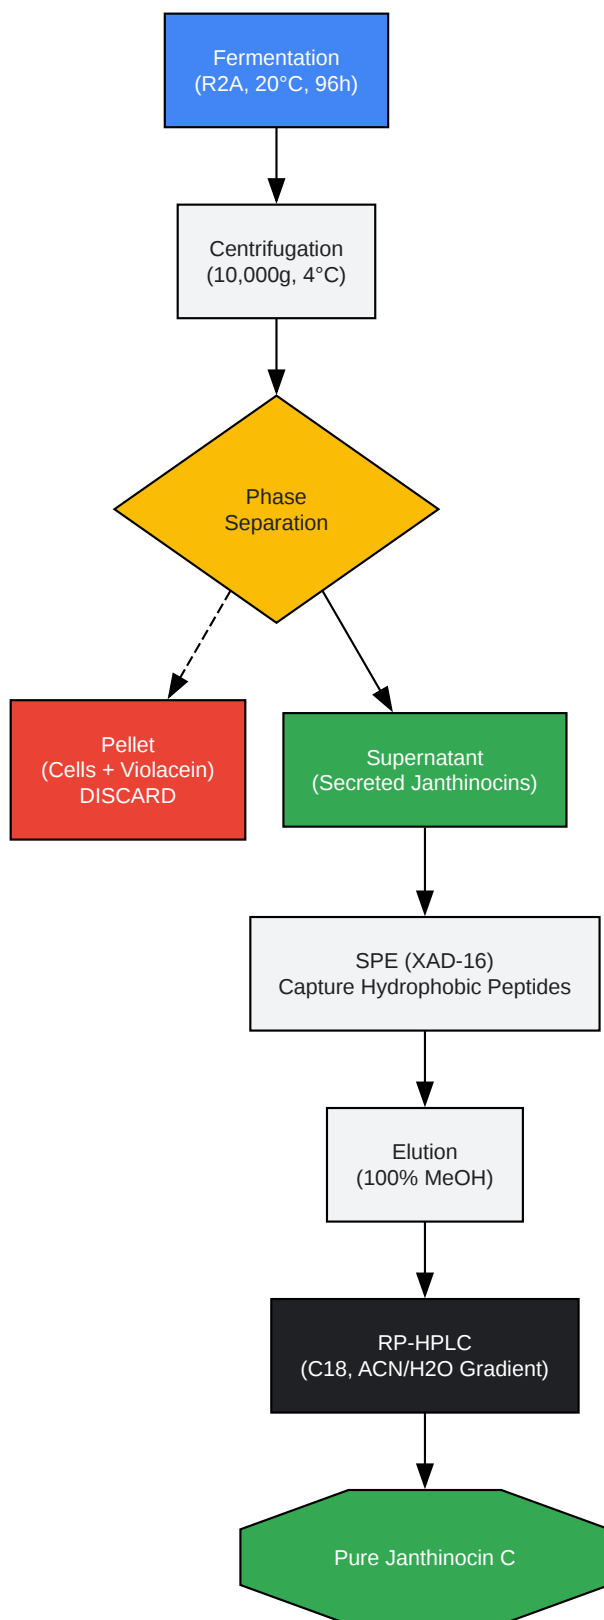 Fermentation
(R2A, 20°C, 96h)
Centrifugation
(10,000g, 4°C)
Phase
Separation
Pellet
(Cells + Violacein)
DISCARD
Supernatant
(Secreted Janthinocins)
SPE (XAD-16)
Capture Hydrophobic Peptides
Elution
(100% MeOH)
RP-HPLC
(C18, ACN/H2O Gradient)
Pure Janthinocin C